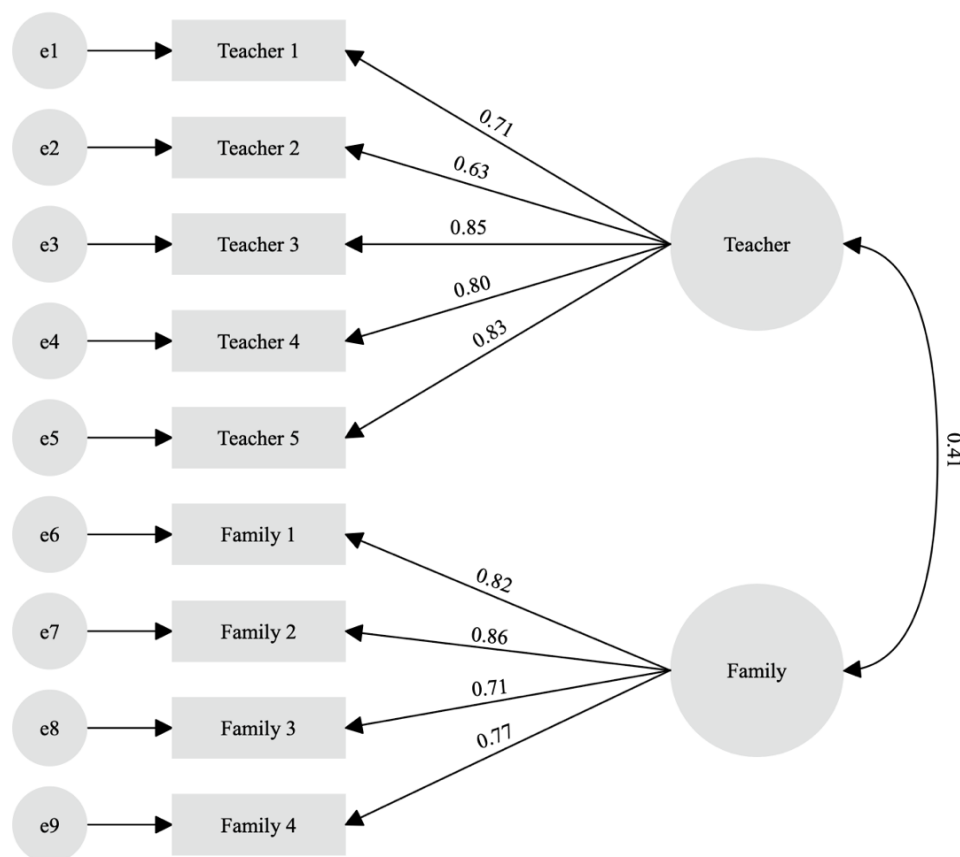 e1
Teacher 1
0.71
e2
Teacher 2
0.63
e3
Teacher 3
0.85
Teacher
e4
Teacher 4
0.80
e5
Teacher 5
0.83
0.41
e6
Family 1
0.82
e7
Family 2
0.86
Family
e8
Family 3
0.71
e9
Family 4
0.77